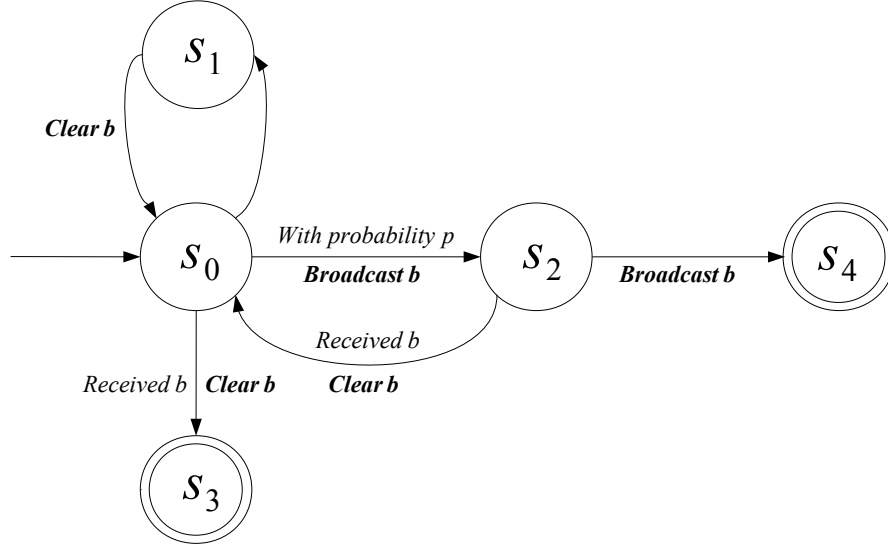 s1
Clear b
With probability p
s0
s2
s4
Broadcast b
Broadcast b
Received b
Clear b
Received b
Clear b
s3